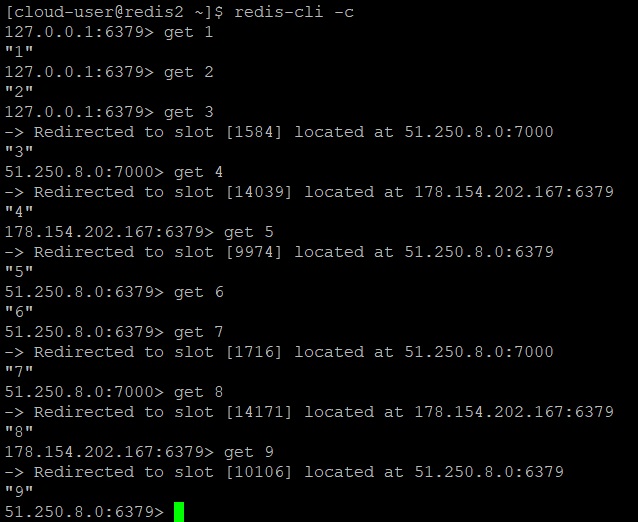 [cloud-user@redis2 ~]$ redis-cli -c
127.0.0.1:6379> get 1
"1"
127.0.0.1:6379> get 2
"2"
127.0.0.1:6379> get 3
-> Redirected to slot [1584] located at 51.250.8.0:7000
"3"
51.250.8.0:7000> get 4
-> Redirected to slot [14039] located at 178.154.202.167:6379
"4"
178.154.202.167:6379> get 5
-> Redirected to slot [9974] located at 51.250.8.0:6379
"5"
51.250.8.0:6379> get 6
"6"
51.250.8.0:6379> get 7
-> Redirected to slot [1716] located at 51.250.8.0:7000
"7"
51.250.8.0:7000> get 8
-> Redirected to slot [14171] located at 178.154.202.167:6379
"8"
178.154.202.167:6379> get 9
-> Redirected to slot [10106] located at 51.250.8.0:6379
"9"
51.250.8.0:6379>